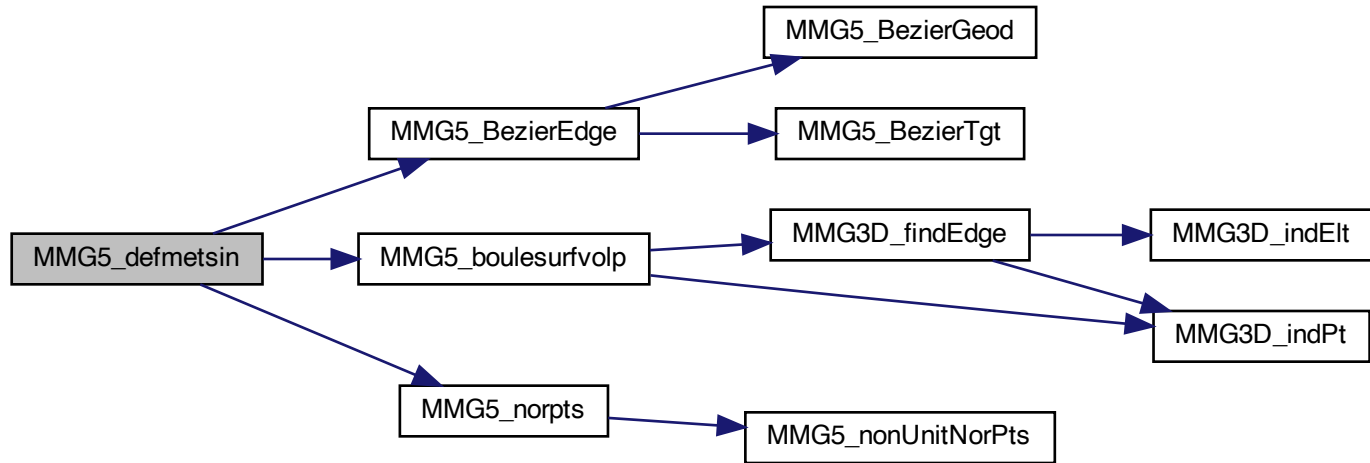 MMG5_BezierGeod
MMG5_BezierEdge
MMG5_BezierTgt
MMG5_defmetsin
MMG5_boulesurfvolp
MMG3D_findEdge
MMG3D_indElt
MMG3D_indPt
MMG5_norpts
MMG5_nonUnitNorPts